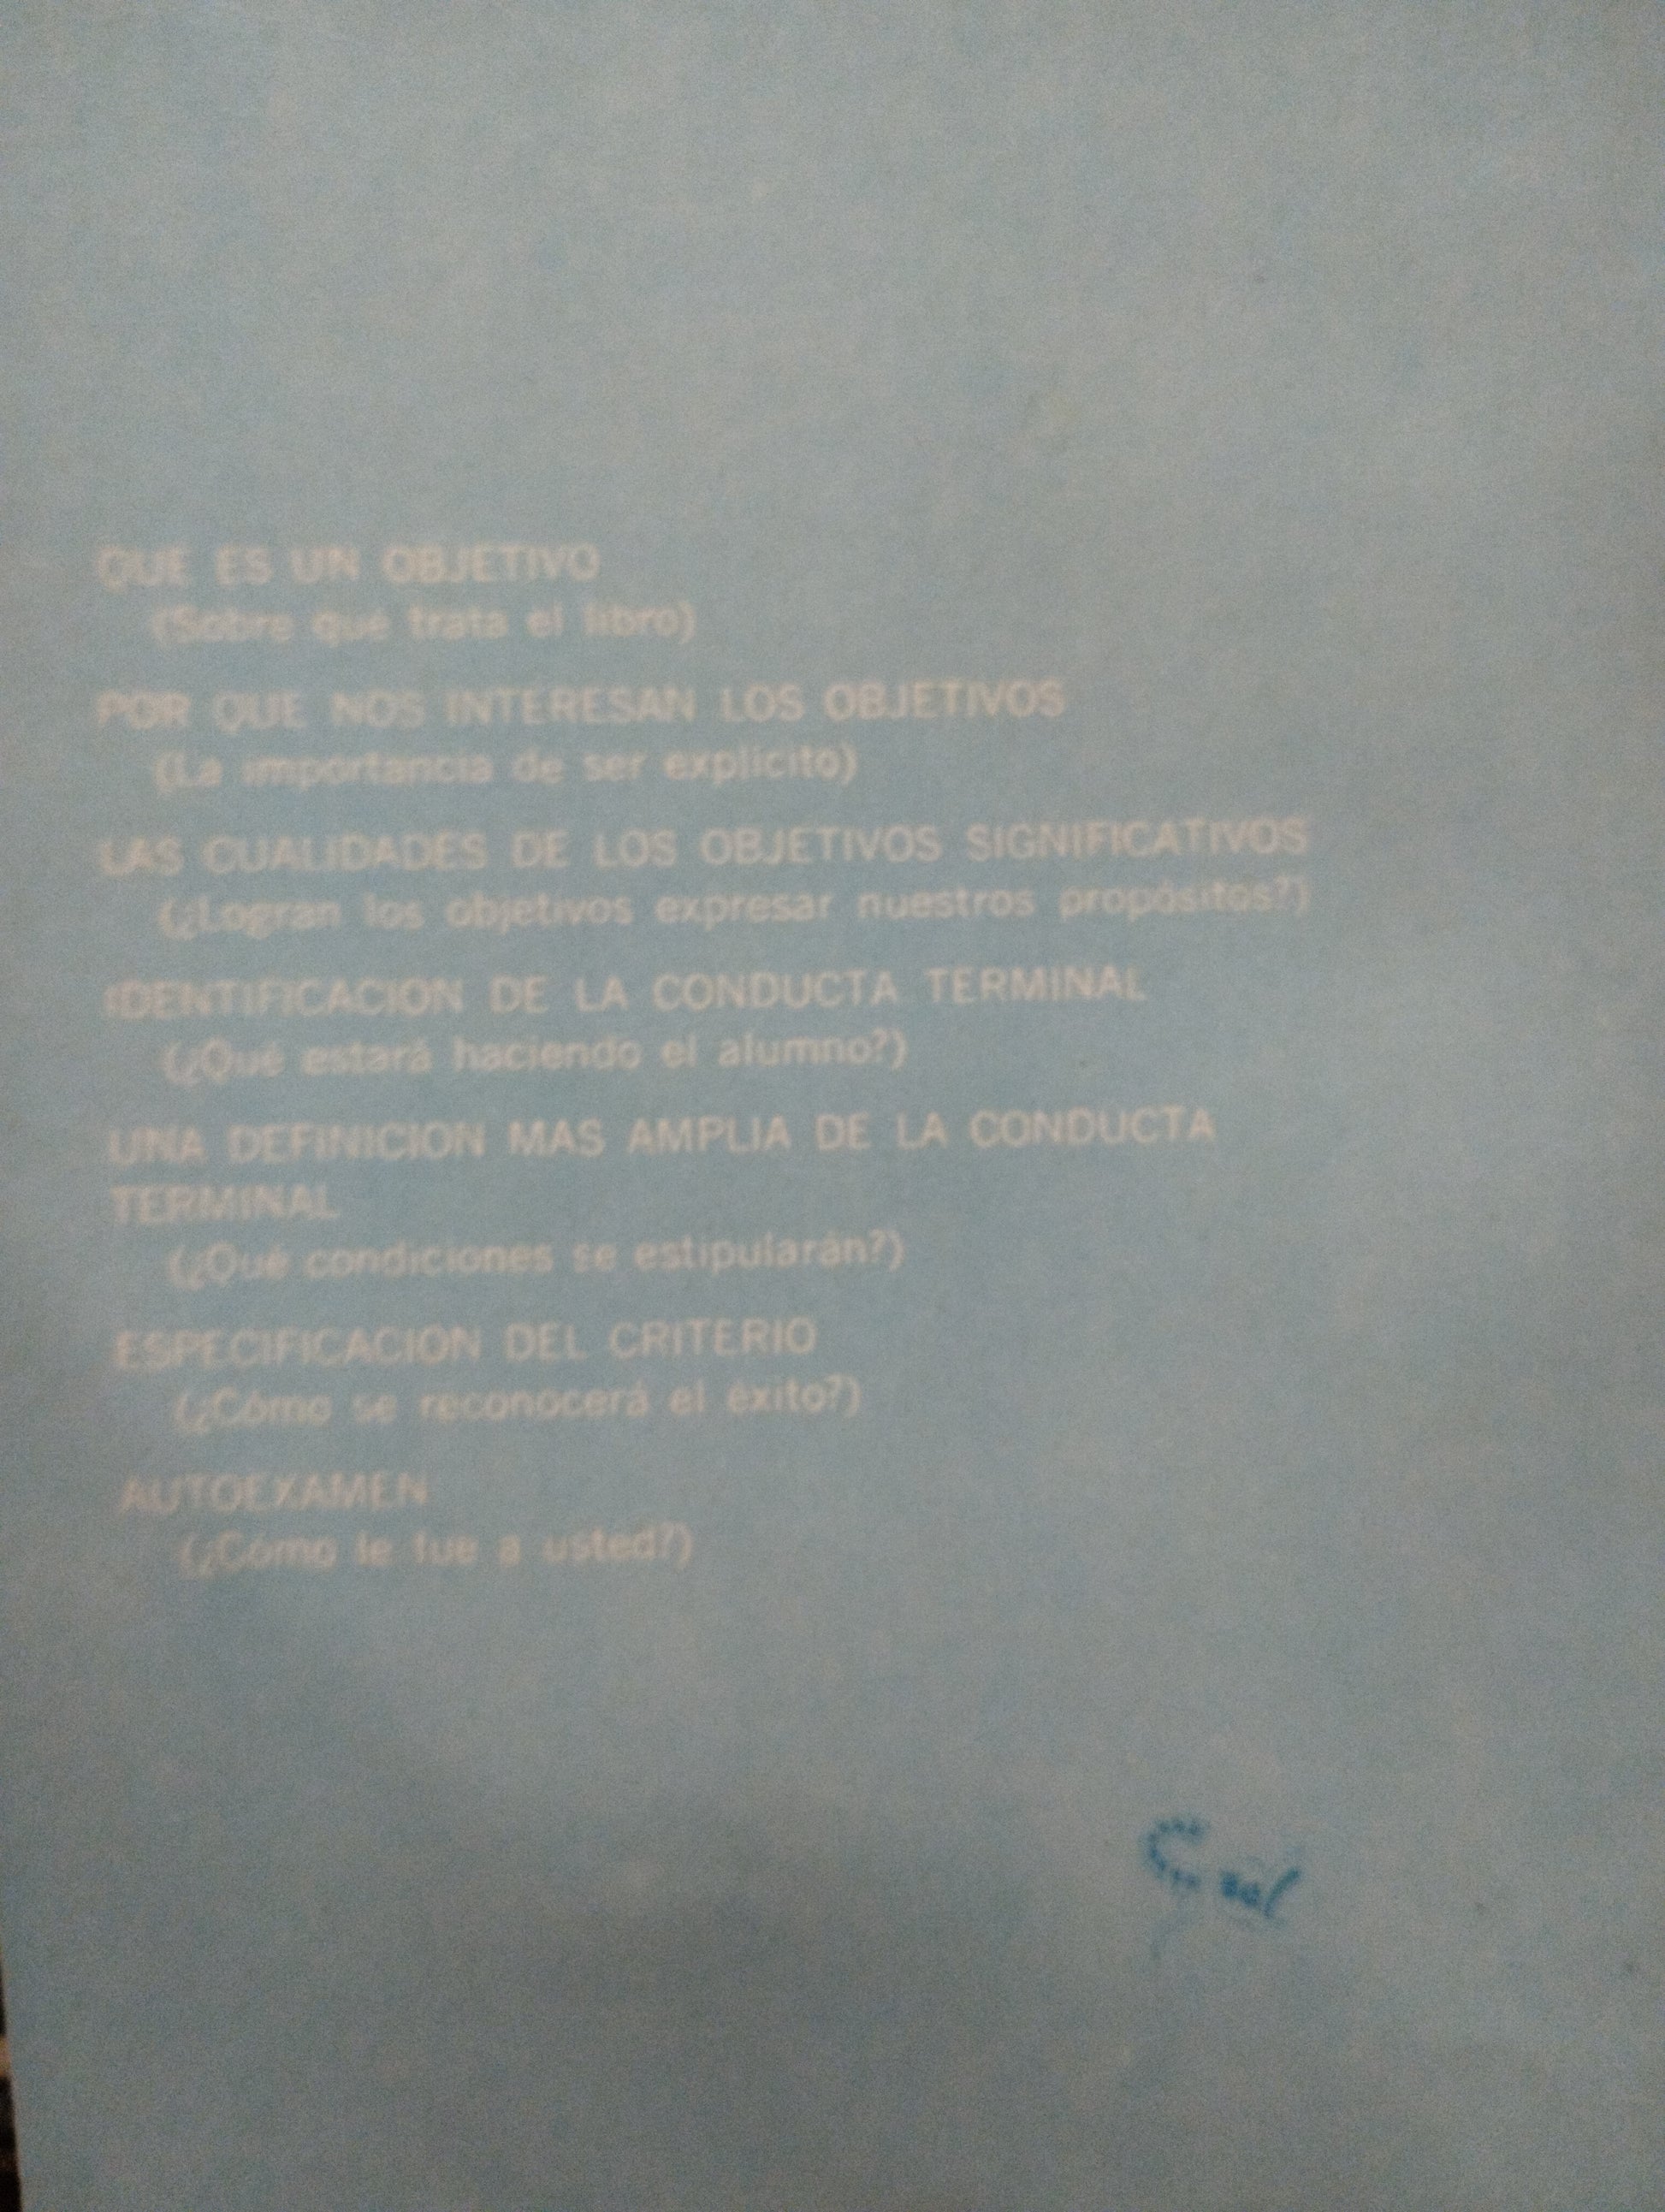 QUE ES UN OBJETIVO
(Sobre qué trata el libro)
POR QUE NOS INTERESAN LOS OBJETIVOS
(La importancia de ser explícito)
LAS CUALIDADES DE LOS OBJETIVOS SIGNIFICATIVOS
(¿Logran los objetivos expresar nuestros propósitos?)
IDENTIFICACION DE LA CONDUCTA TERMINAL
(¿Qué estará haciendo el alumno?)
UNA DEFINICION MAS AMPLIA DE LA CONDUCTA
TERMINAL
(¿Qué condiciones se estipularán?)
ESPECIFICACION DEL CRITERIO
(¿Cómo se reconocerá el éxito?)
AUTOEXAMEN
(¿Cómo le fue a usted?)